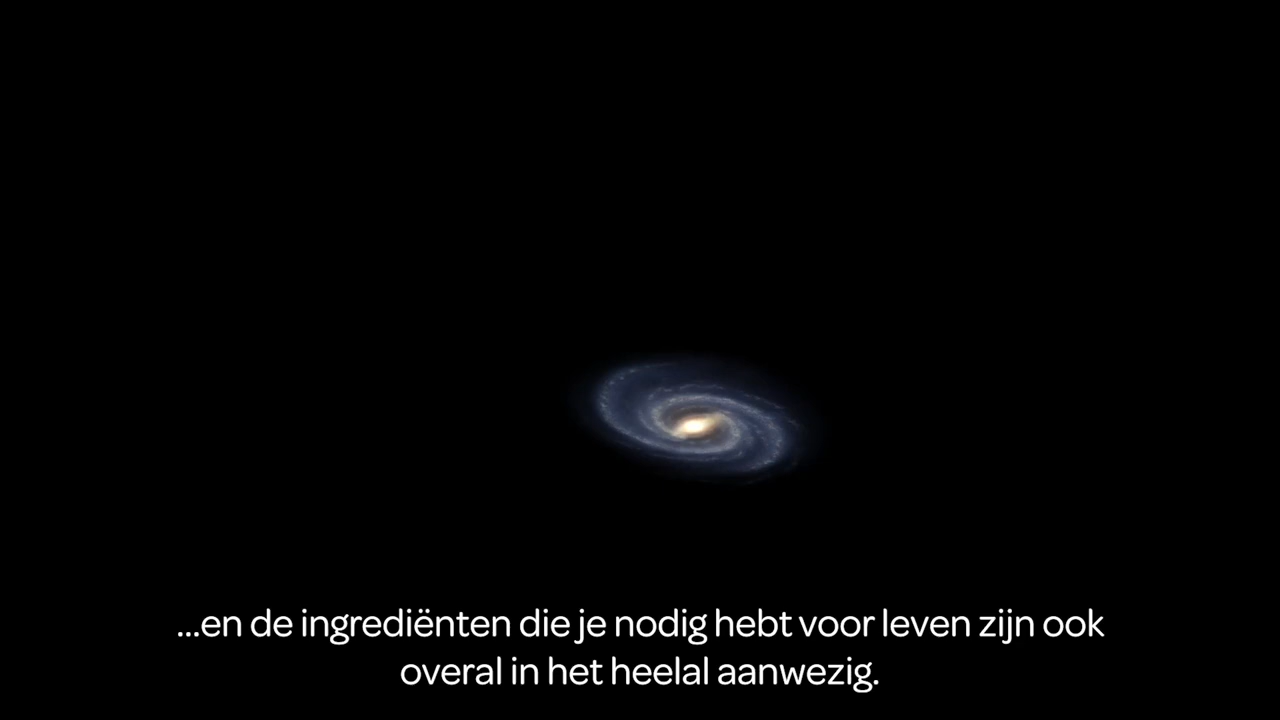 ...en de ingrediënten die je nodig hebt voor leven zijn ook
overal in het heelal aanwezig.